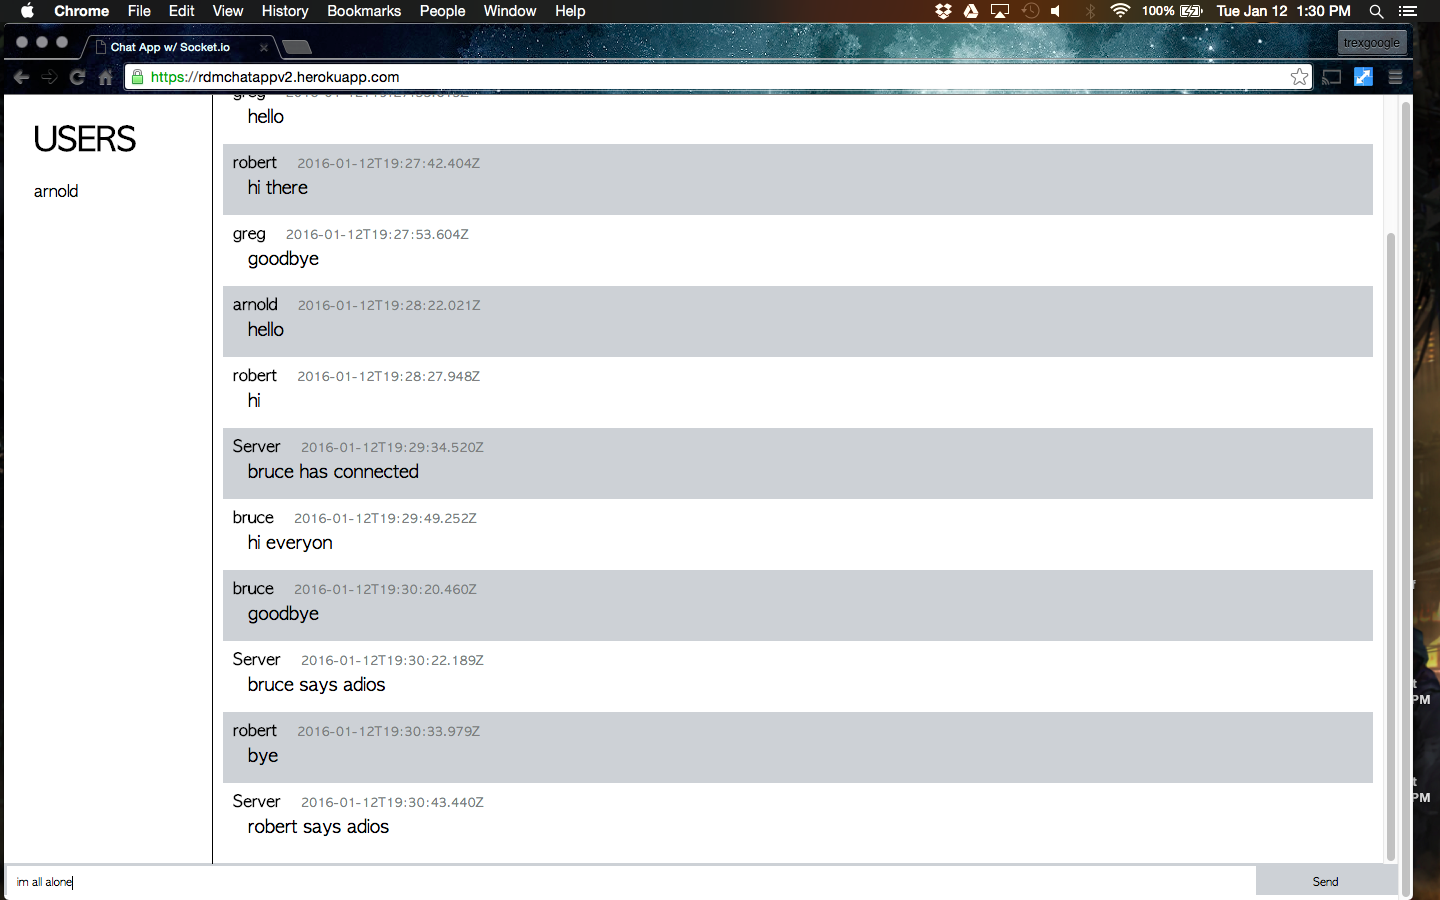 Chrome File Edit View History Bookmarks People Window Help 100% Tue Jan 12 1:30 PM
Chat App w/ Socket.io
trexgoogle
https://rdmchatappv2.herokuapp.com
USERS
arnold
greg
hello
robert 2016-01-12T19:27:42.404Z
hi there
greg 2016-01-12T19:27:53.604Z
goodbye
arnold 2016-01-12T19:28:22.021Z
hello
robert 2016-01-12T19:28:27.948Z
hi
Server 2016-01-12T19:29:34.520Z
bruce has connected
bruce 2016-01-12T19:29:49.252Z
hi everyon
bruce 2016-01-12T19:30:20.460Z
goodbye
Server 2016-01-12T19:30:22.189Z
bruce says adios
robert 2016-01-12T19:30:33.979Z
bye
Server 2016-01-12T19:30:43.440Z
robert says adios
im all alone
Send
PM
PM